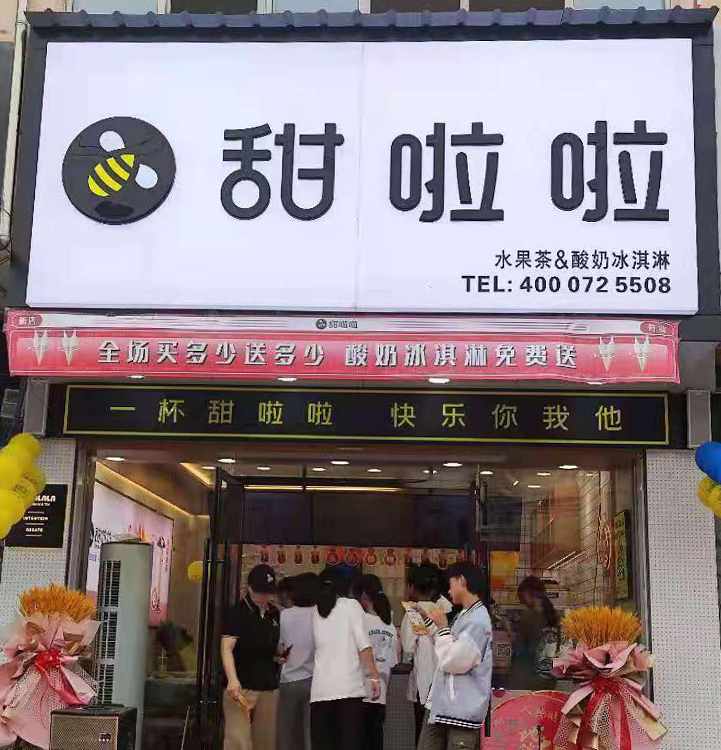 甜啦啦
水果茶&酸奶冰淇淋
TEL: 400 072 5508
新店 甜啦啦 开业
全场买多少送多少 酸奶冰淇淋免费送
一杯甜啦啦 快乐你我他